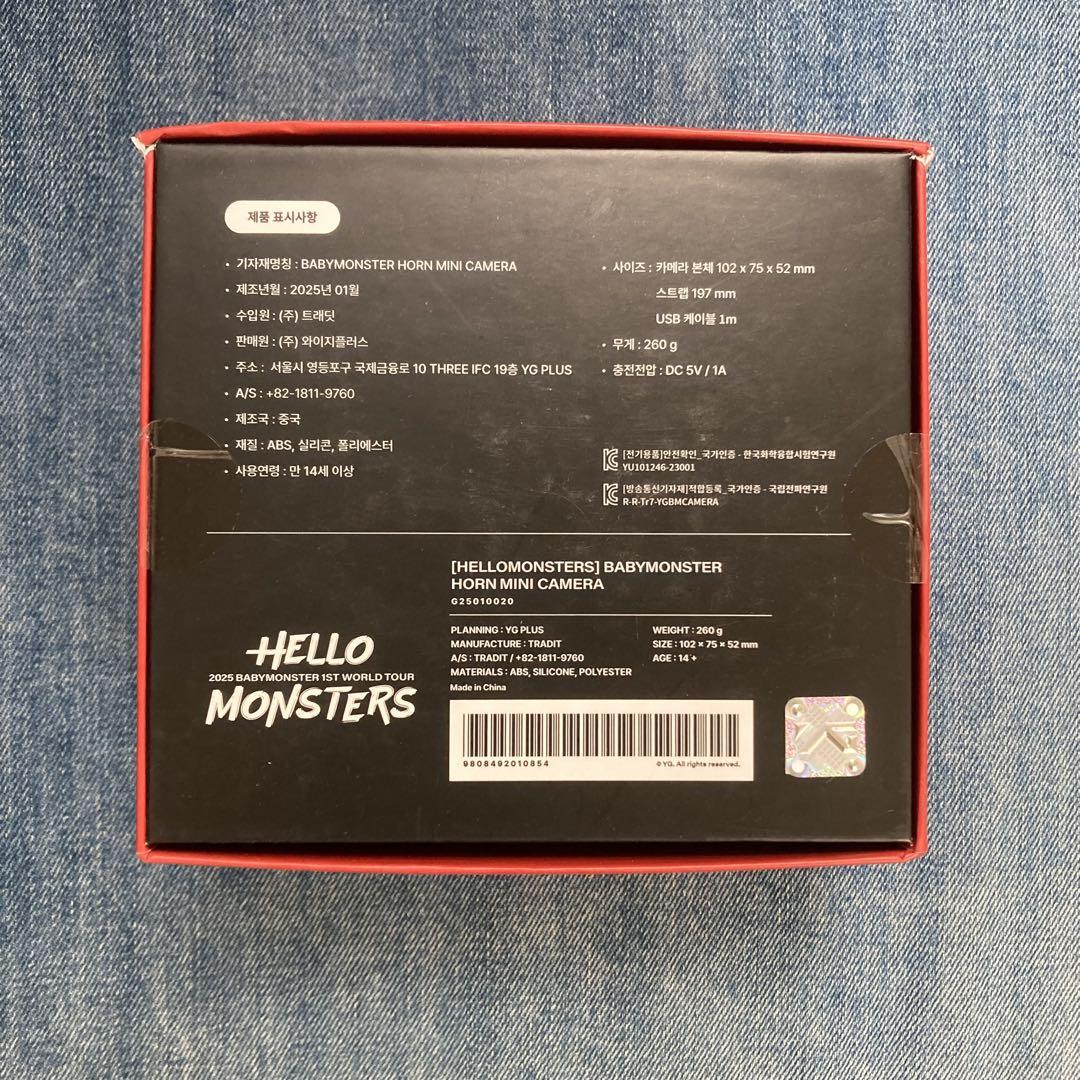 제품 표시사항
• 기자재명칭 : BABYMONSTER HORN MINI CAMERA
• 제조년월 : 2025년 01월
• 수입원 : (주) 트래딧
• 판매원 : (주) 와이지플러스
• 주소 : 서울시 영등포구 국제금융로 10 THREE IFC 19층 YG PLUS
• A/S : +82-1811-9760
• 제조국 : 중국
• 재질 : ABS, 실리콘, 폴리에스터
• 사용연령 : 만 14세 이상
• 사이즈 : 카메라 본체 102 x 75 x 52 mm
스트랩 197 mm
USB 케이블 1m
• 무게 : 260 g
• 충전전압 : DC 5V / 1A
[전기용품]안전확인_국가인증 - 한국화학융합시험연구원
YU101246-23001
[방송통신기자재]적합등록_국가인증 - 국립전파연구원
R-R-Tr7-YGBMCAMERA
HELLO
2025 BABYMONSTER 1ST WORLD TOUR
MONSTERS
[HELLOMONSTERS] BABYMONSTER
HORN MINI CAMERA
G25010020
PLANNING : YG PLUS
MANUFACTURE : TRADIT
A/S : TRADIT / +82-1811-9760
MATERIALS : ABS, SILICONE, POLYESTER
Made in China
WEIGHT : 260 g
SIZE : 102 × 75 × 52 mm
AGE : 14 +
9808492010854
© YG. All rights reserved.